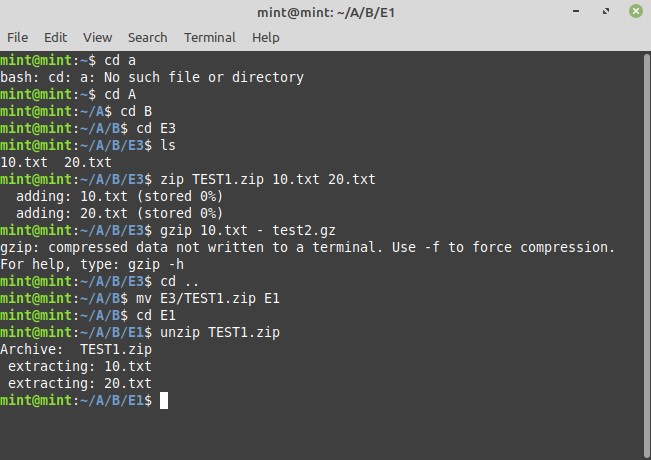 mint@mint: ~/A/B/E1
File Edit View Search Terminal Help
mint@mint:~$ cd a
bash: cd: a: No such file or directory
mint@mint:~$ cd A
mint@mint:~/A$ cd B
mint@mint:~/A/B$ cd E3
mint@mint:~/A/B/E3$ ls
10.txt  20.txt
mint@mint:~/A/B/E3$ zip TEST1.zip 10.txt 20.txt
  adding: 10.txt (stored 0%)
  adding: 20.txt (stored 0%)
mint@mint:~/A/B/E3$ gzip 10.txt - test2.gz
gzip: compressed data not written to a terminal. Use -f to force compression.
For help, type: gzip -h
mint@mint:~/A/B/E3$ cd ..
mint@mint:~/A/B$ mv E3/TEST1.zip E1
mint@mint:~/A/B$ cd E1
mint@mint:~/A/B/E1$ unzip TEST1.zip
Archive:  TEST1.zip
 extracting: 10.txt
 extracting: 20.txt
mint@mint:~/A/B/E1$